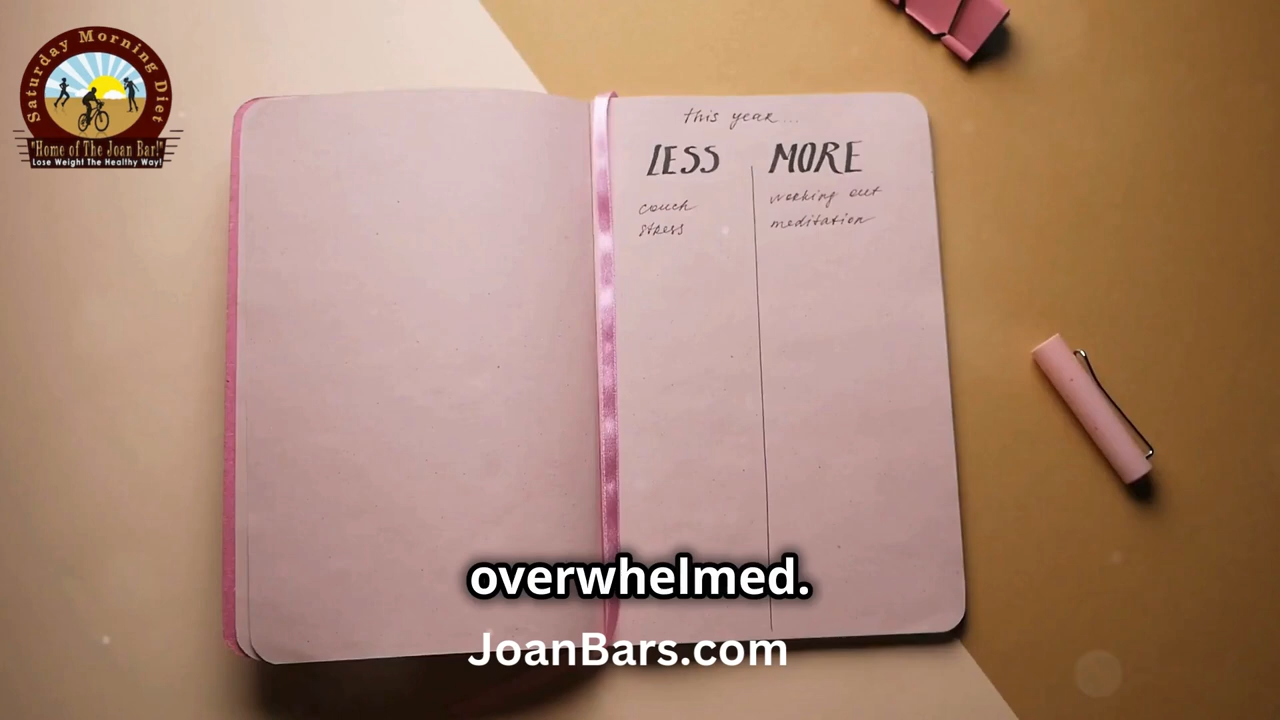 Saturday Morning Diet
"Home of The Joan Bar!"
Lose Weight The Healthy Way!
this year...
LESS MORE
couch working out
stress meditation
overwhelmed.
JoanBars.com